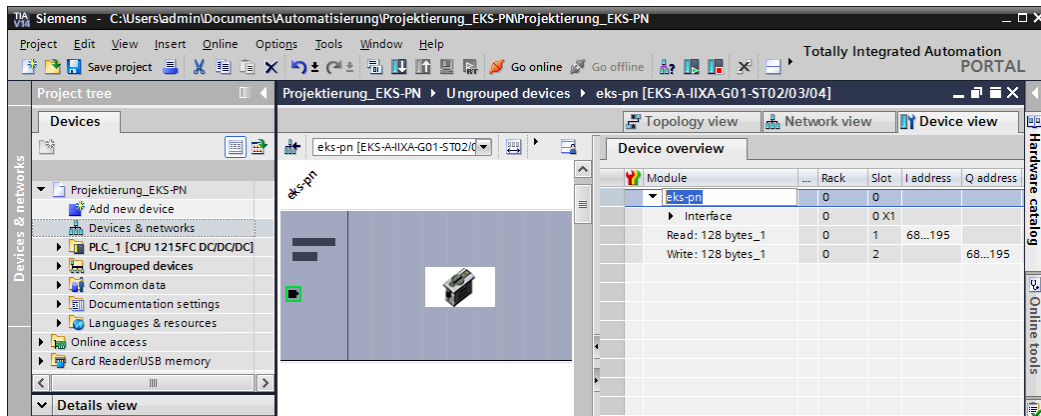 TIA V14 Siemens - C:\Users\admin\Documents\Automatisierung\Projektierung_EKS-PN\Projektierung_EKS-PN
Project Edit View Insert Online Options Tools Window Help
Totally Integrated Automation
PORTAL
Save project Go online Go offline
Project tree
Projektierung_EKS-PN Ungrouped devices eks-pn [EKS-A-IIXA-G01-ST02/03/04]
Devices
Topology view Network view Device view
eks-pn [EKS-A-IIXA-G01-ST02/0
Device overview
Module ... Rack Slot I address Q address
eks-pn 0 0
Interface 0 0 X1
Read: 128 bytes_1 0 1 68...195
Write: 128 bytes_1 0 2 68...195
eks-pn
Projektierung_EKS-PN
Add new device
Devices & networks
PLC_1 [CPU 1215FC DC/DC/DC]
Ungrouped devices
Common data
Documentation settings
Languages & resources
Online access
Card Reader/USB memory
Details view
Devices & networks
Hardware catalog
Online tools